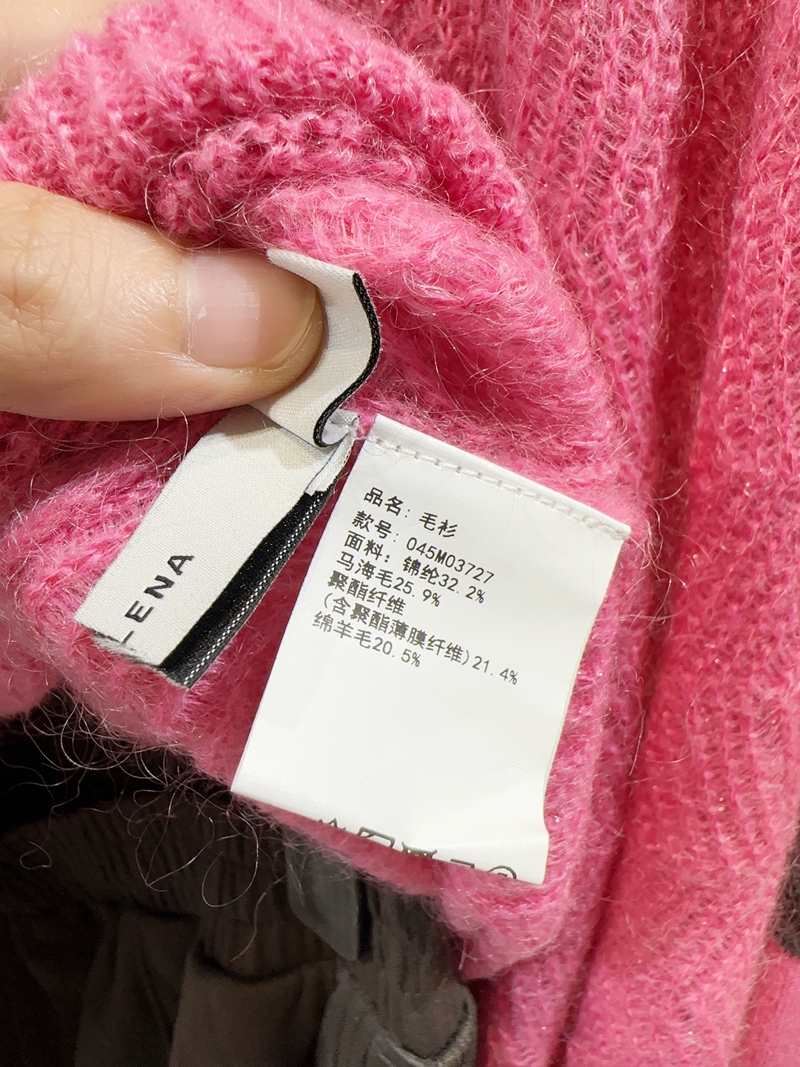 LENA
品名: 毛衫
款号: 045M03727
面料: 锦纶32.2%
马海毛25.9%
聚酯纤维
(含聚酯薄膜纤维)21.4%
绵羊毛20.5%